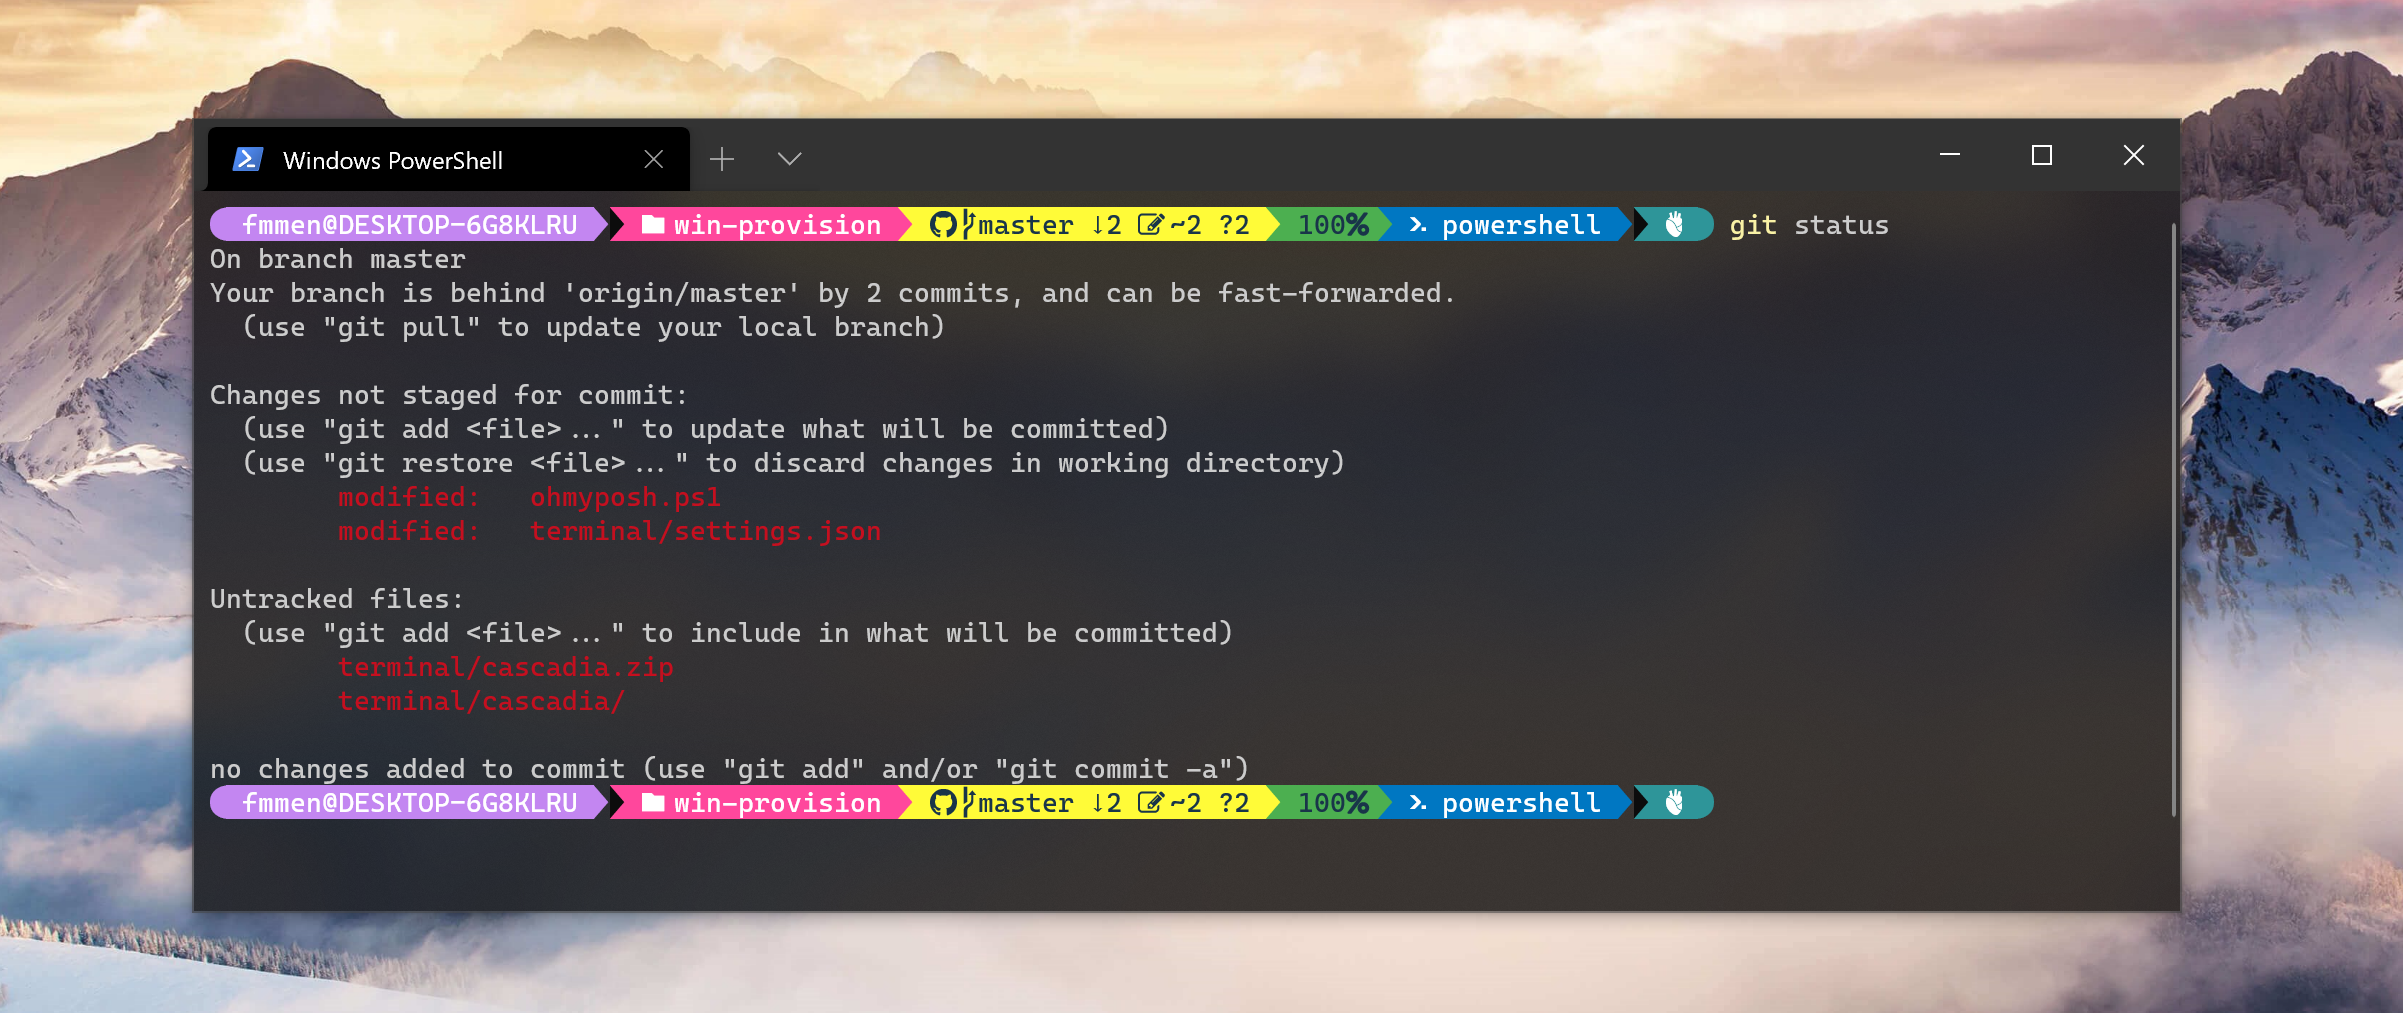 Windows PowerShell
fmmen@DESKTOP-6G8KLRU win-provision master ↓2 ~2 ?2 100% powershell git status
On branch master
Your branch is behind 'origin/master' by 2 commits, and can be fast-forwarded.
(use "git pull" to update your local branch)
Changes not staged for commit:
(use "git add <file>..." to update what will be committed)
(use "git restore <file>..." to discard changes in working directory)
modified: ohmyposh.ps1
modified: terminal/settings.json
Untracked files:
(use "git add <file>..." to include in what will be committed)
terminal/cascadia.zip
terminal/cascadia/
no changes added to commit (use "git add" and/or "git commit -a")
fmmen@DESKTOP-6G8KLRU win-provision master ↓2 ~2 ?2 100% powershell